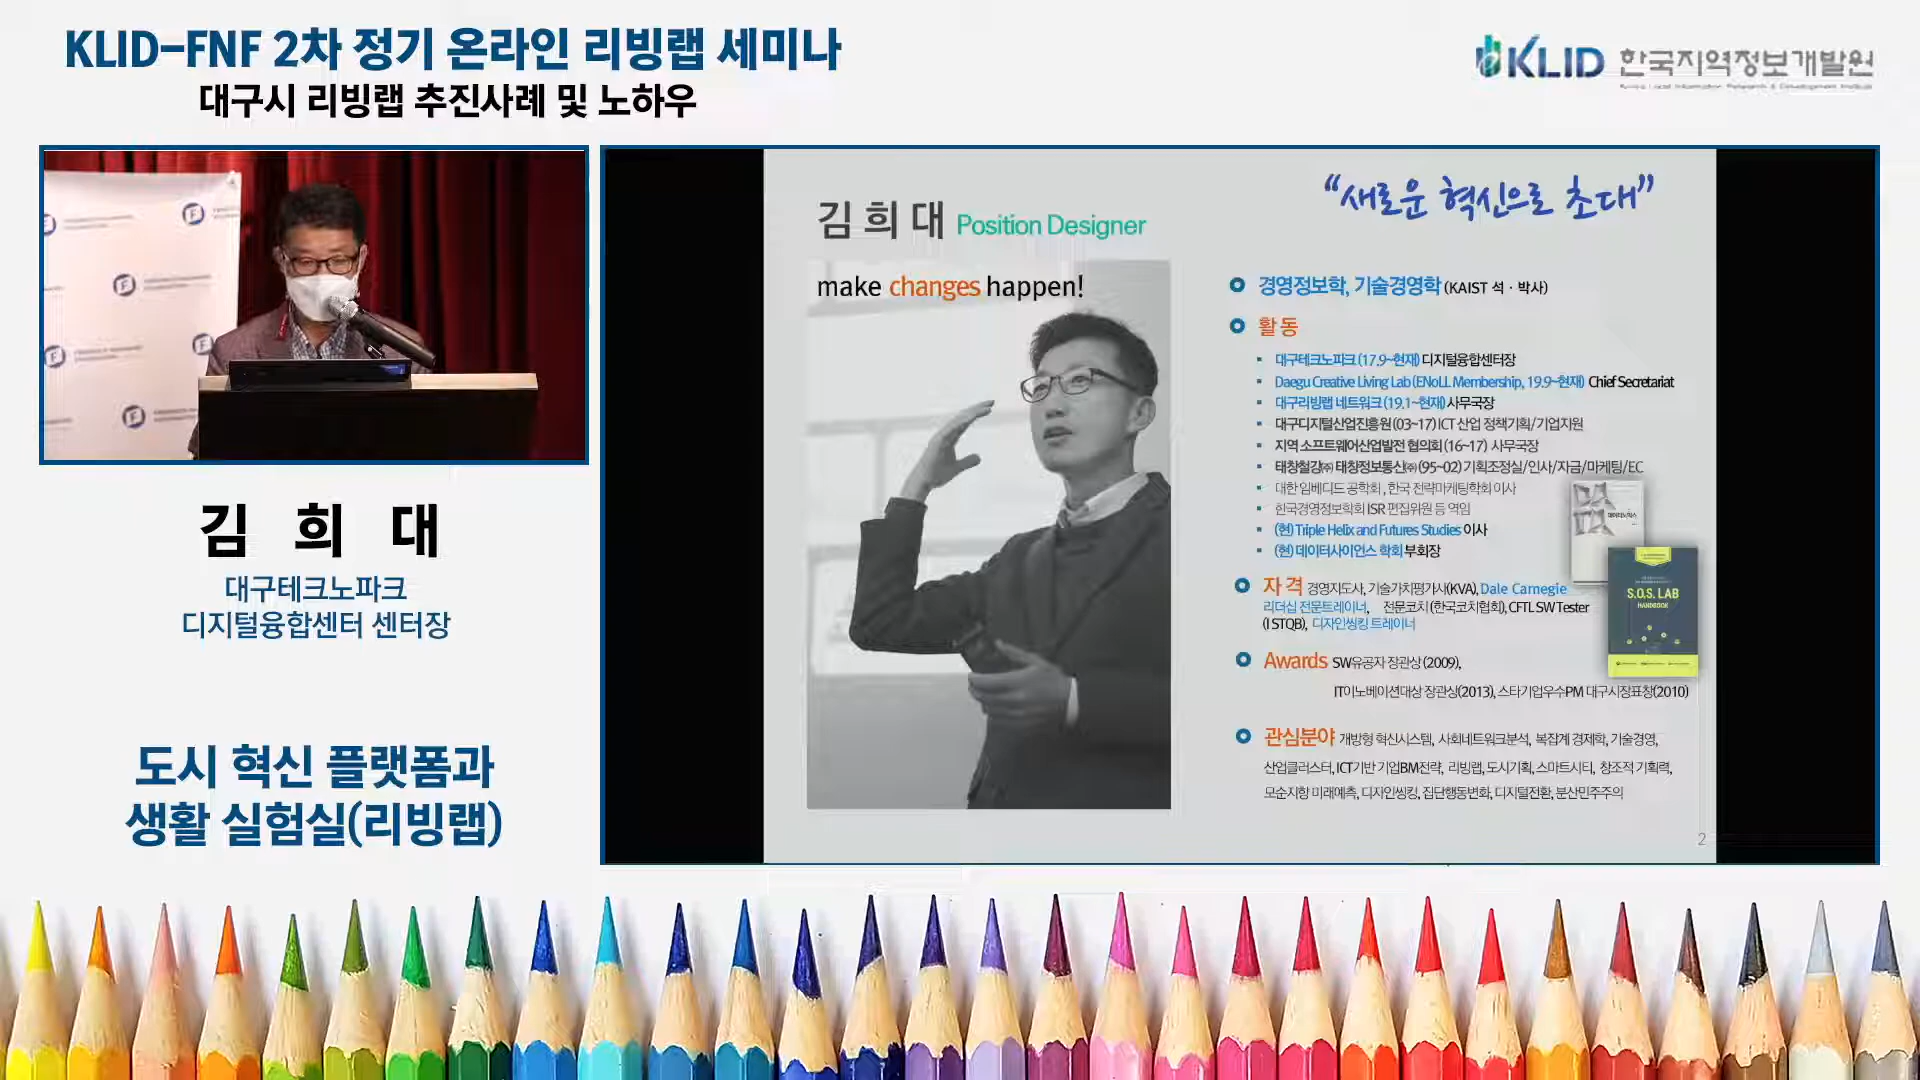 KLID-FNF 2차 정기 온라인 리빙랩 세미나
대구시 리빙랩 추진사례 및 노하우
KLID 한국지역정보개발원
김 희 대
대구테크노파크
디지털융합센터 센터장
도시 혁신 플랫폼과
생활 실험실(리빙랩)
"새로운 혁신으로 초대"
김 희 대 Position Designer
make changes happen!
경영정보학, 기술경영학 (KAIST 석 · 박사)
활 동
대구테크노파크 (17.9~현재) 디지털융합센터장
Daegu Creative Living Lab (ENoLL Membership, 19.9~현재) Chief Secretariat
대구리빙랩 네트워크 (19.1~현재) 사무국장
대구디지털산업진흥원 (03~17) ICT 산업 정책기획/기업지원
지역 소프트웨어산업발전 협의회 (16~17) 사무국장
태창철강㈜ 태창정보통신㈜ (95~02) 기획조정실/인사/자금/마케팅/EC
대한 임베디드 공학회 , 한국 전략마케팅학회 이사
한국경영정보학회 ISR 편집위원 등 역임
(현) Triple Helix and Futures Studies 이사
(현) 데이터사이언스 학회 부회장
자 격 경영지도사, 기술가치평가사(KVA), Dale Carnegie
리더십 전문트레이너, 전문코치 (한국코치협회), CFTL SW Tester
(ISTQB), 디자인씽킹 트레이너
S.O.S. LAB
HANDBOOK
Awards SW유공자 장관상 (2009),
IT이노베이션대상 장관상(2013), 스타기업우수PM 대구시장표창(2010)
관심분야 개방형 혁신시스템, 사회네트워크분석, 복잡계 경제학, 기술경영,
산업클러스터, ICT기반 기업BM전략, 리빙랩, 도시기획, 스마트시티, 창조적 기획력,
모순지향 미래예측, 디자인씽킹, 집단행동변화, 디지털전환, 분산민주주의
2